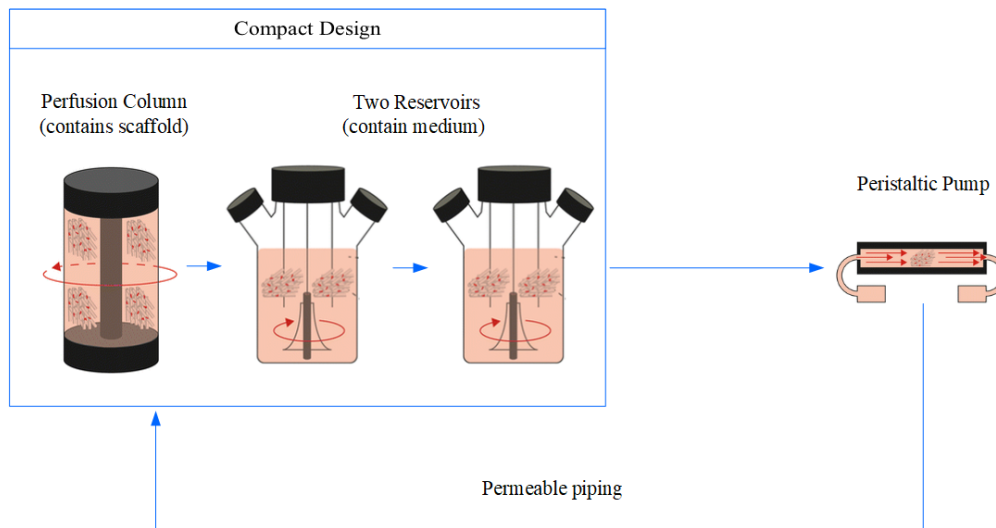 Compact Design
Perfusion Column
(contains scaffold)
Two Reservoirs
(contain medium)
Peristaltic Pump
Permeable piping